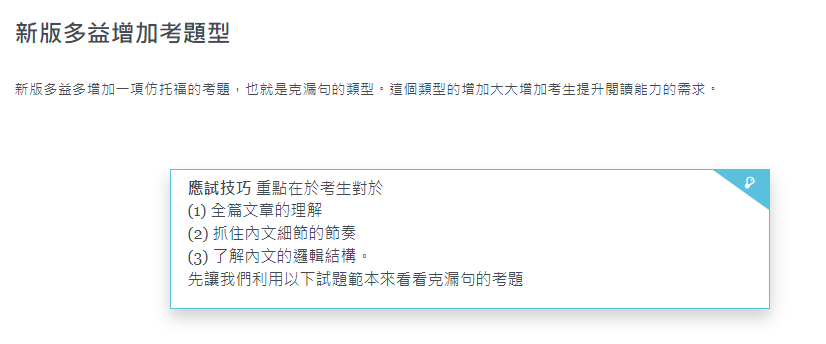 新版多益增加考題型
新版多益多增加一項仿托福的考題，也就是克漏句的類型。這個類型的增加大大增加考生提升閱讀能力的需求。
應試技巧 重點在於考生對於
(1) 全篇文章的理解
(2) 抓住內文細節的節奏
(3) 了解內文的邏輯結構。
先讓我們利用以下試題範本來看看克漏句的考題